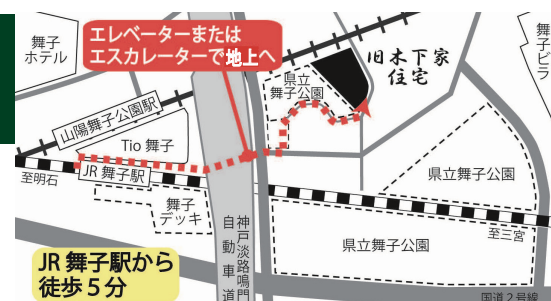 舞子
ホテル
エレベーターまたは
エスカレーターで地上へ
旧木下家
住宅
舞子ビラ
県立
舞子公園
山陽舞子公園駅
Tio 舞子
JR 舞子駅
至明石
舞子
デッキ
神戸淡路鳴門
自動車道
県立舞子公園
至三宮
県立舞子公園
JR 舞子駅から
徒歩 5 分
国道 2 号線